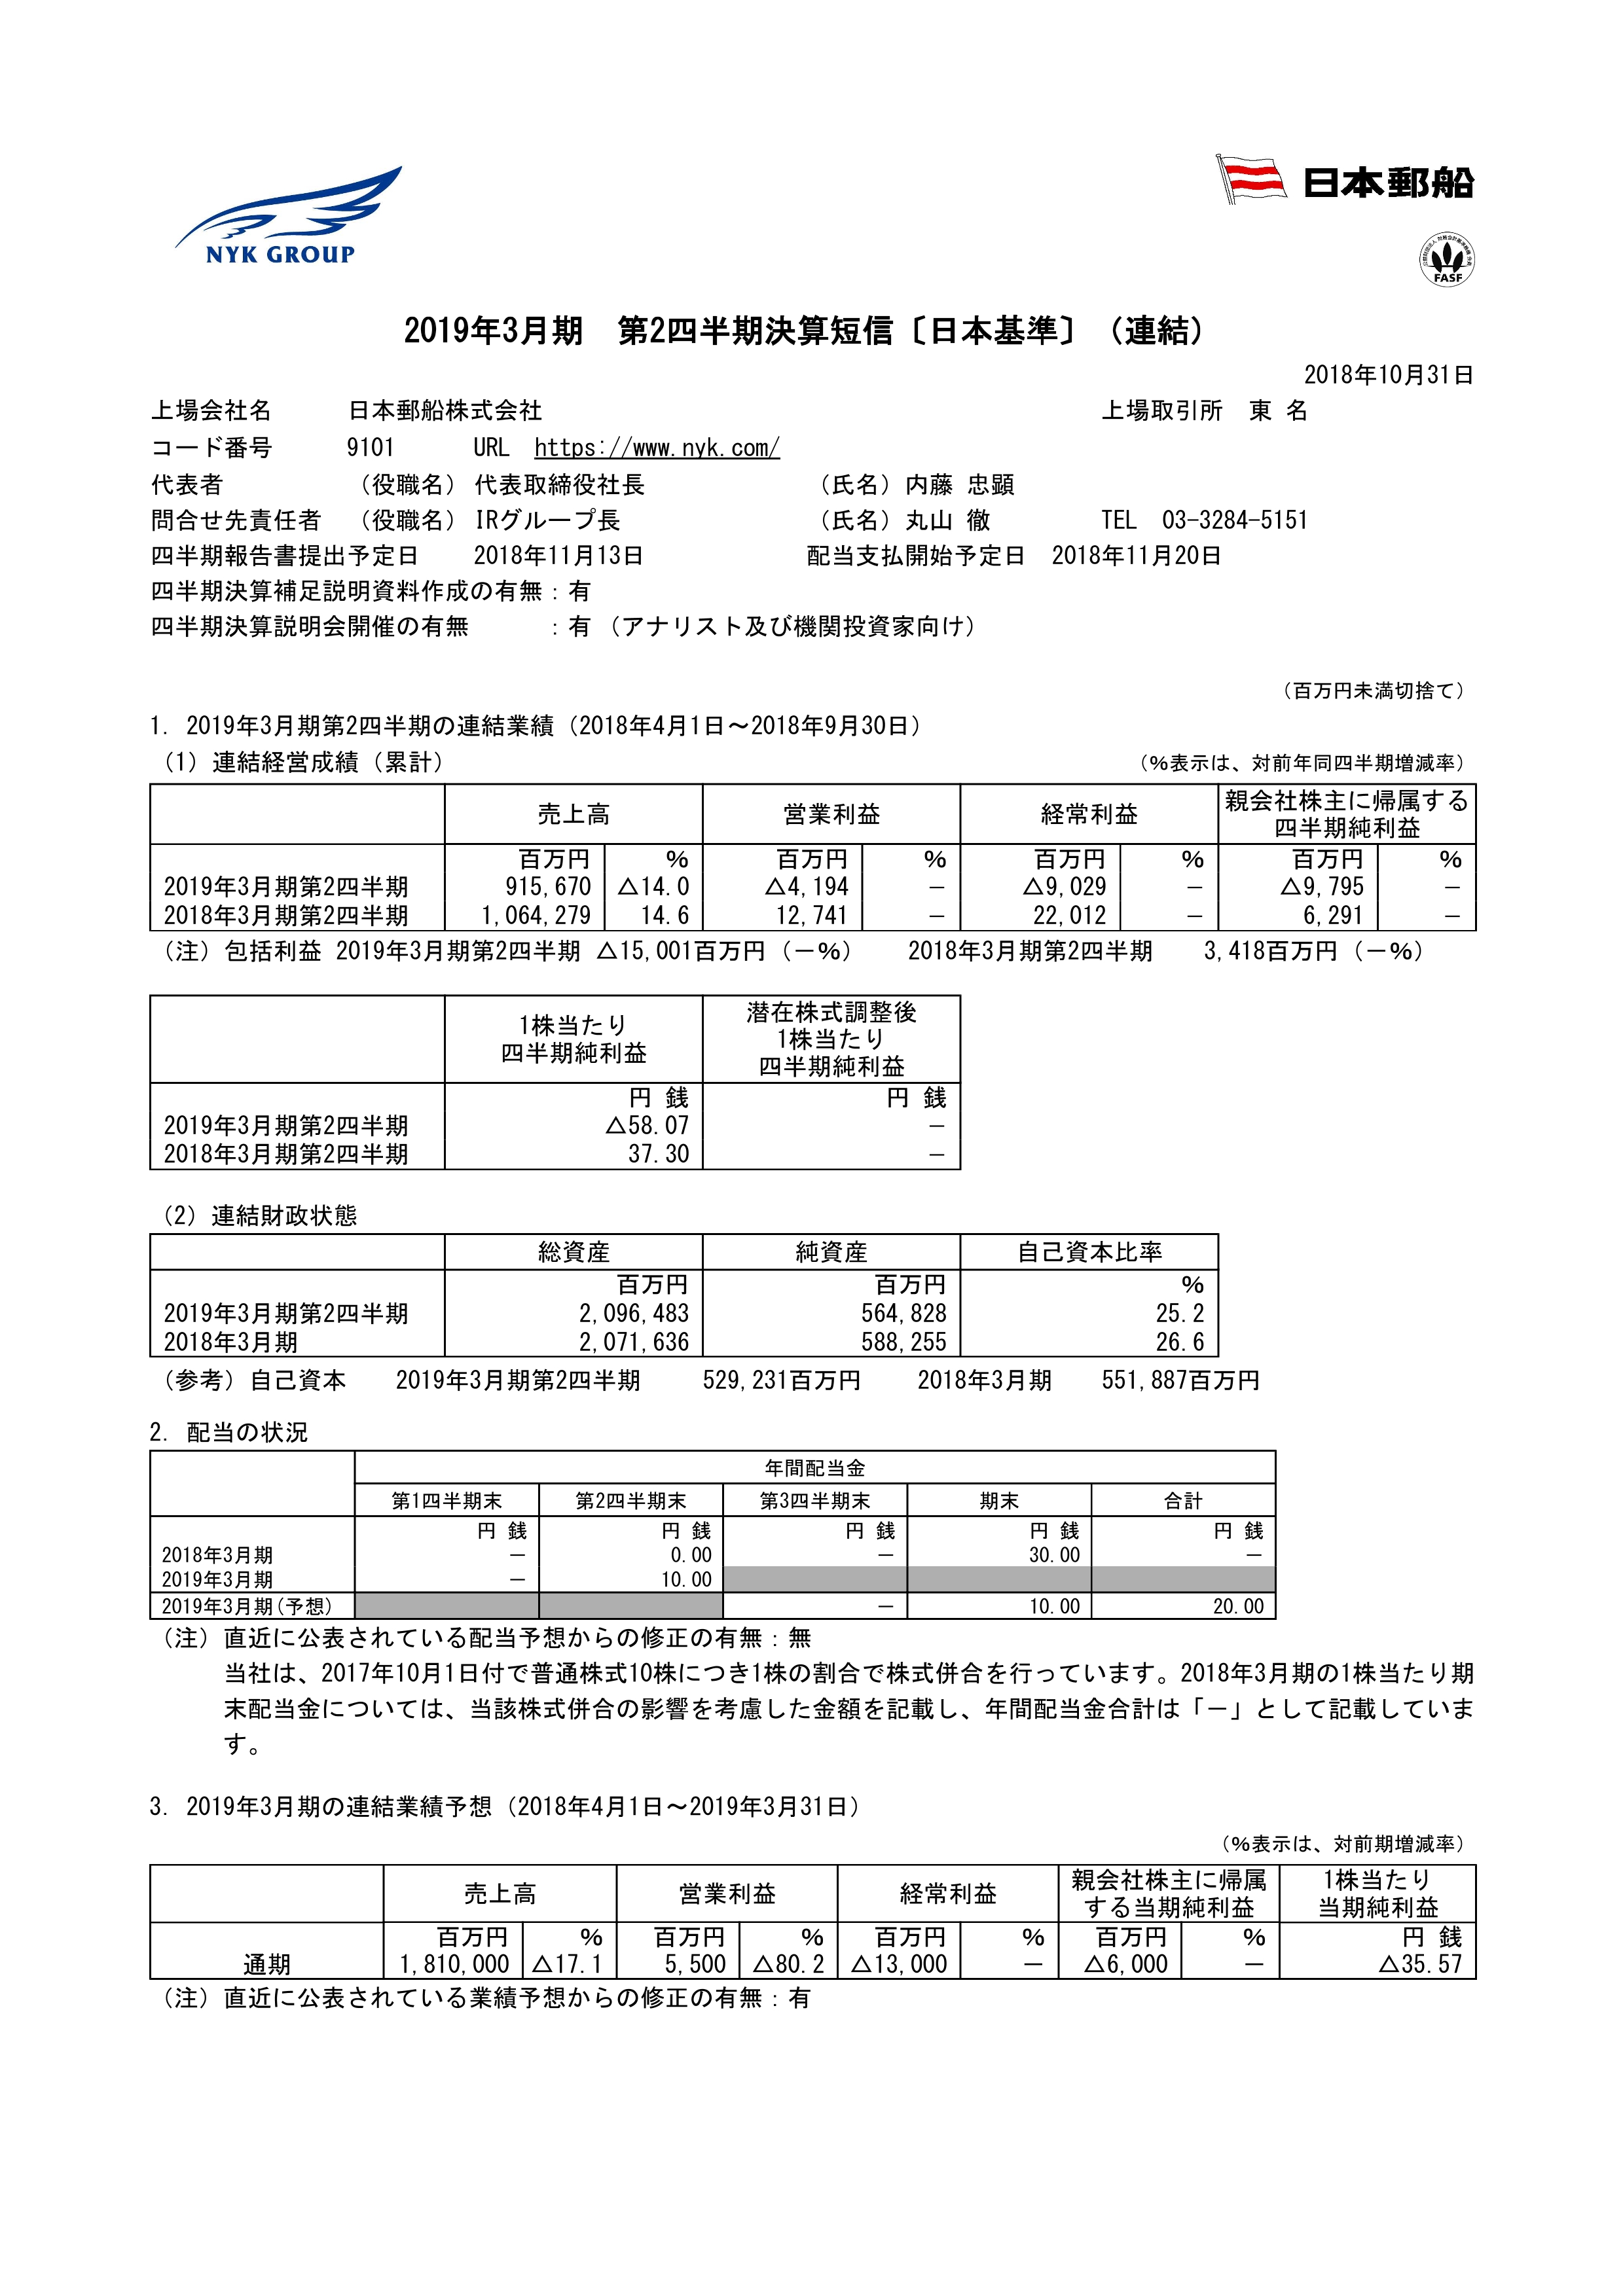 NYK GROUP
日本郵船
FASF
2019年3月期　第2四半期決算短信〔日本基準〕（連結）
2018年10月31日
上場会社名 日本郵船株式会社 上場取引所 東 名
コード番号 9101 URL https://www.nyk.com/
代表者 （役職名） 代表取締役社長 （氏名）内藤 忠顕
問合せ先責任者 （役職名） IRグループ長 （氏名）丸山 徹 TEL 03-3284-5151
四半期報告書提出予定日 2018年11月13日 配当支払開始予定日 2018年11月20日
四半期決算補足説明資料作成の有無：有
四半期決算説明会開催の有無 ：有 （アナリスト及び機関投資家向け）
（百万円未満切捨て）
1. 2019年3月期第2四半期の連結業績（2018年4月1日～2018年9月30日）
（1）連結経営成績（累計） （％表示は、対前年同四半期増減率）
売上高 営業利益 経常利益 親会社株主に帰属する
四半期純利益
百万円 ％ 百万円 ％ 百万円 ％ 百万円 ％
2019年3月期第2四半期 915,670 △14.0 △4,194 － △9,029 － △9,795 －
2018年3月期第2四半期 1,064,279 14.6 12,741 － 22,012 － 6,291 －
（注）包括利益 2019年3月期第2四半期 △15,001百万円（－％） 2018年3月期第2四半期 3,418百万円（－％）
1株当たり
四半期純利益
潜在株式調整後
1株当たり
四半期純利益
円 銭 円 銭
2019年3月期第2四半期 △58.07 －
2018年3月期第2四半期 37.30 －
（2）連結財政状態
総資産 純資産 自己資本比率
百万円 百万円 ％
2019年3月期第2四半期 2,096,483 564,828 25.2
2018年3月期 2,071,636 588,255 26.6
（参考）自己資本 2019年3月期第2四半期 529,231百万円 2018年3月期 551,887百万円
2. 配当の状況
年間配当金
第1四半期末 第2四半期末 第3四半期末 期末 合計
円 銭 円 銭 円 銭 円 銭 円 銭
2018年3月期 － 0.00 － 30.00 －
2019年3月期 － 10.00
2019年3月期(予想) － 10.00 20.00
（注）直近に公表されている配当予想からの修正の有無：無
当社は、2017年10月1日付で普通株式10株につき1株の割合で株式併合を行っています。2018年3月期の1株当たり期
末配当金については、当該株式併合の影響を考慮した金額を記載し、年間配当金合計は「－」として記載していま
す。
3. 2019年3月期の連結業績予想（2018年4月1日～2019年3月31日）
（％表示は、対前期増減率）
売上高 営業利益 経常利益 親会社株主に帰属
する当期純利益 1株当たり
当期純利益
百万円 ％ 百万円 ％ 百万円 ％ 百万円 ％ 円 銭
通期 1,810,000 △17.1 5,500 △80.2 △13,000 － △6,000 － △35.57
（注）直近に公表されている業績予想からの修正の有無：有